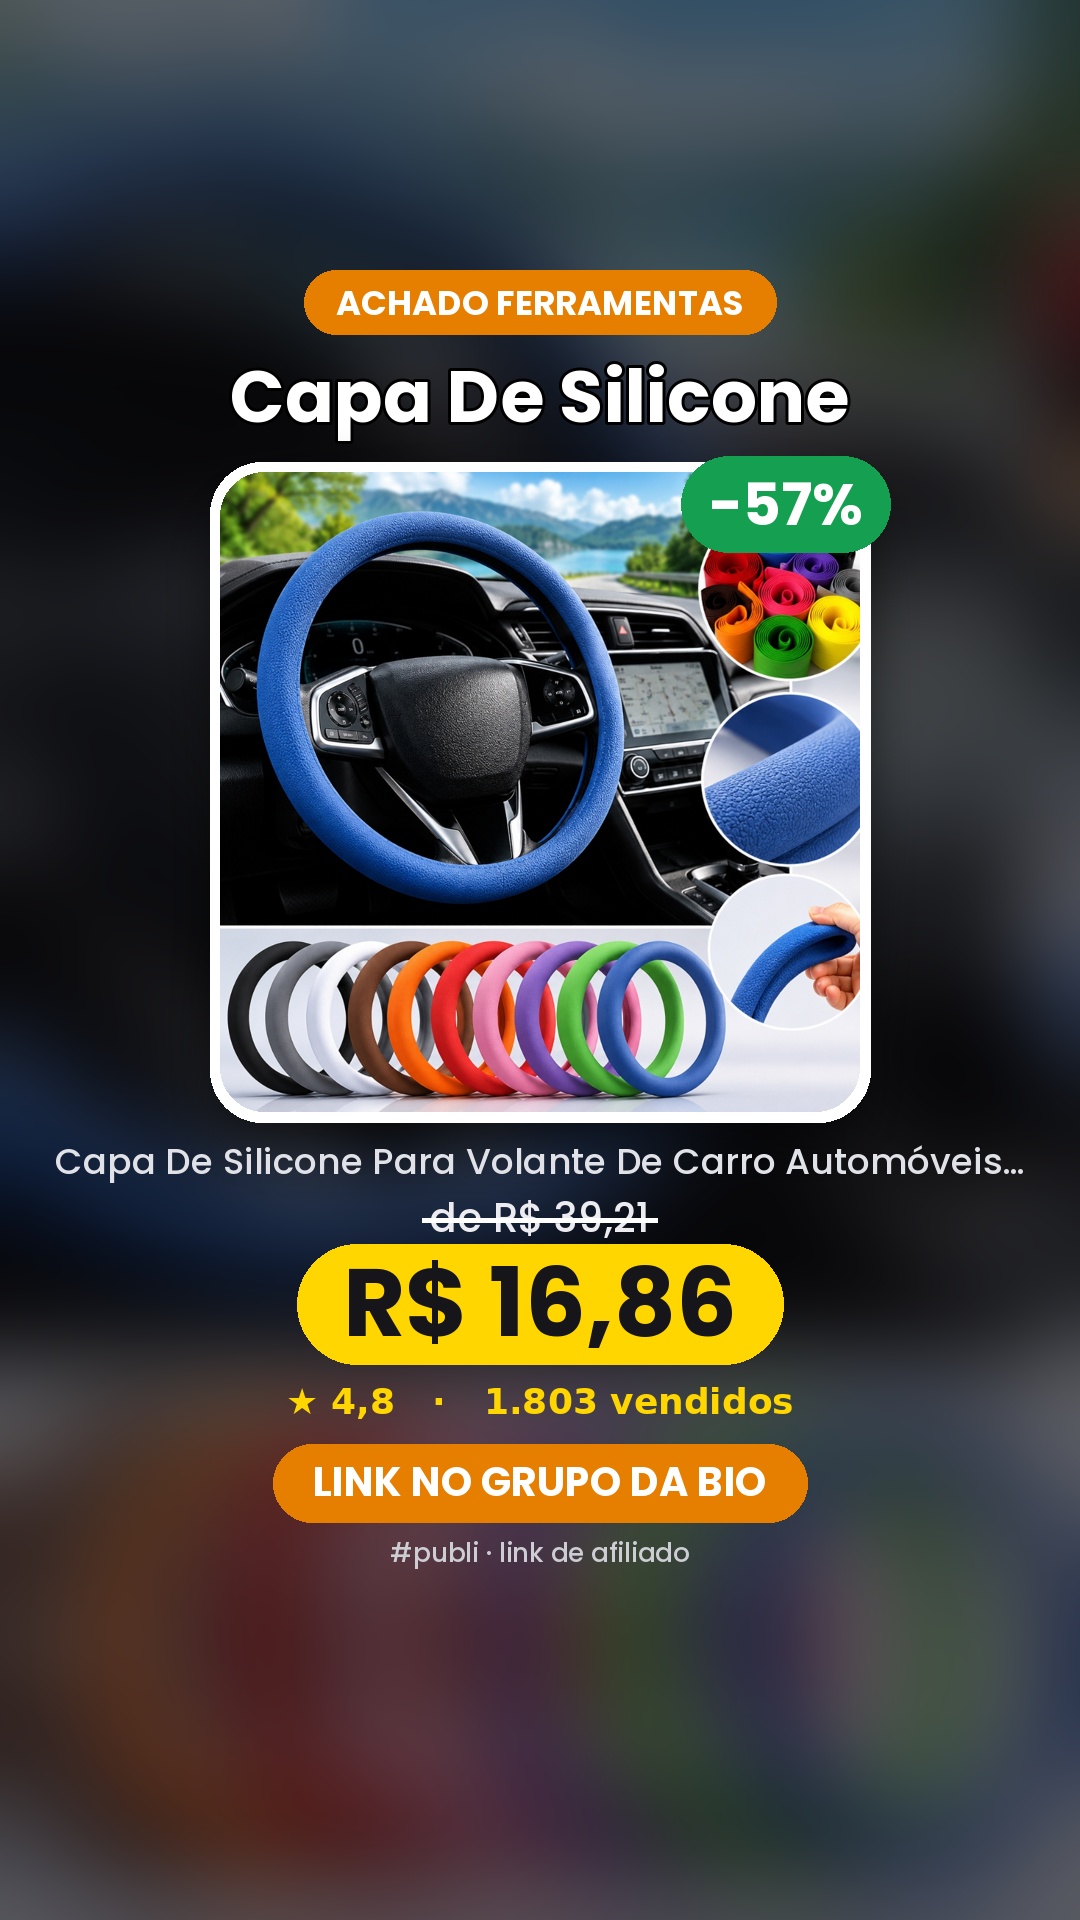 ACHADO FERRAMENTAS
Capa De Silicone
-57%
Capa De Silicone Para Volante De Carro Automóveis...
de R$ 39,21
R$ 16,86
★ 4,8 · 1.803 vendidos
LINK NO GRUPO DA BIO
#publi · link de afiliado